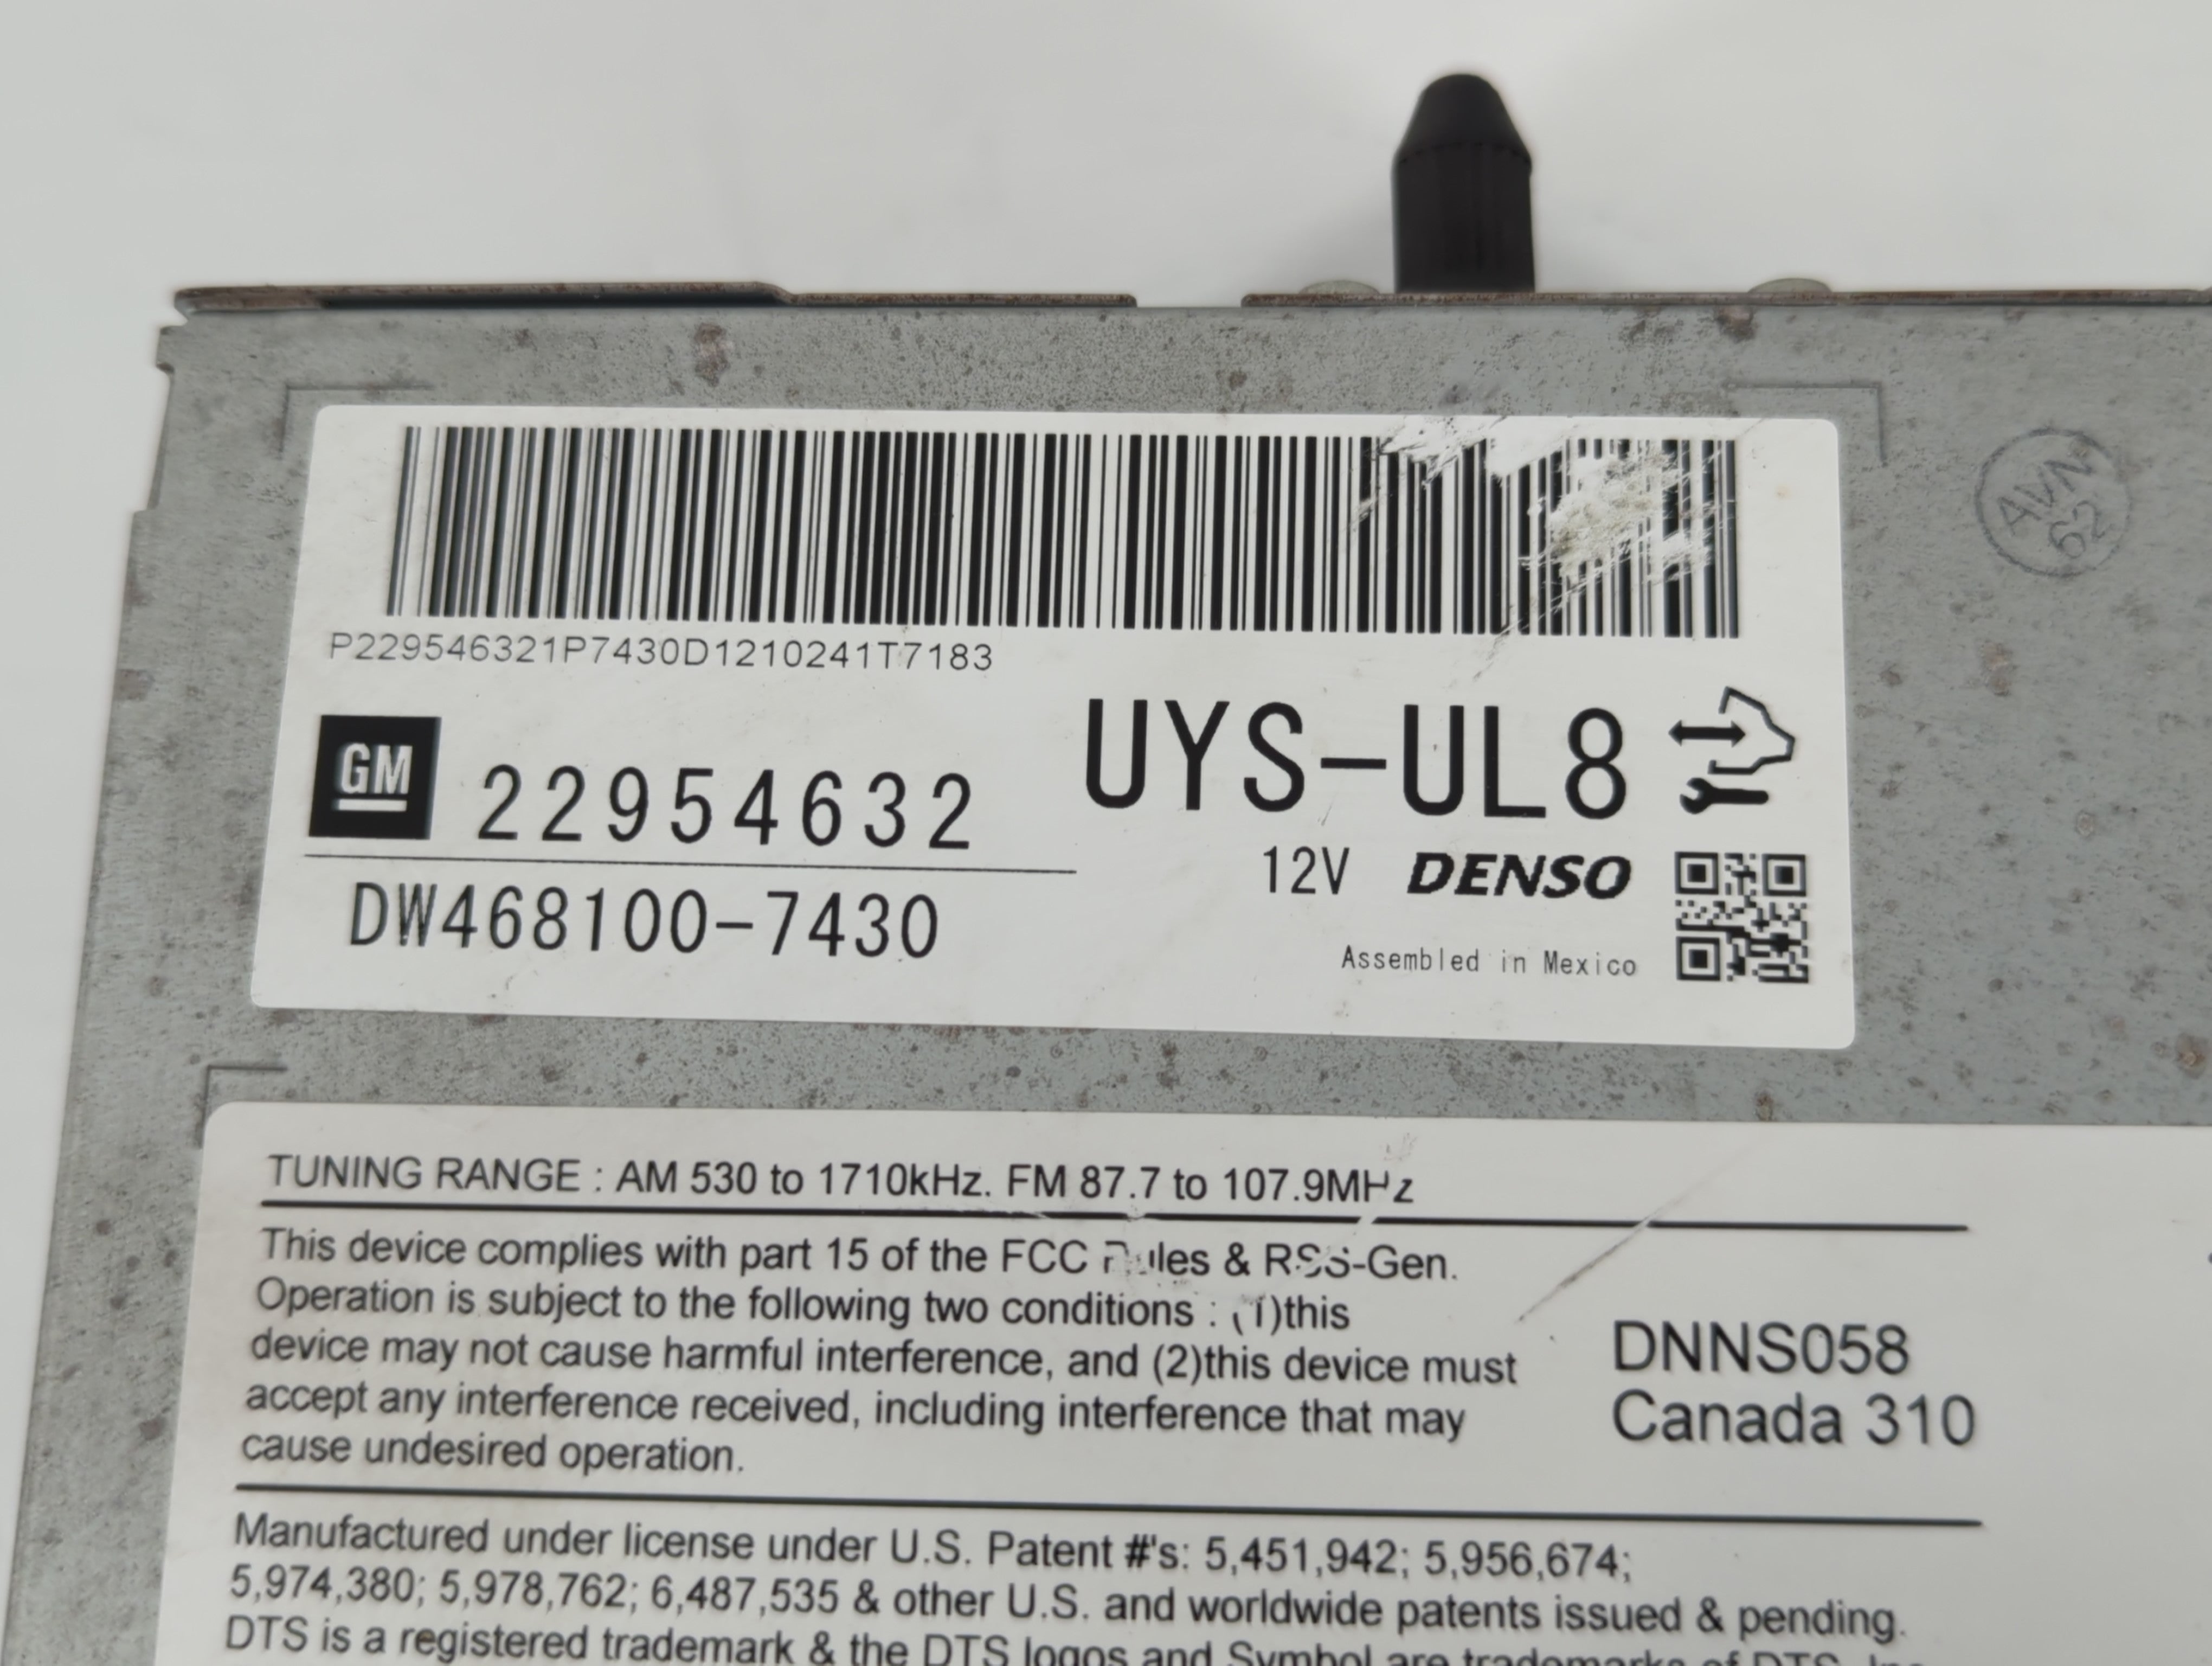 P229546321P7430D1210241T7183
GM
22954632
UYS-UL8
DW468100-7430
12V DENSO
Assembled in Mexico
AVN
62
TUNING RANGE : AM 530 to 1710kHz. FM 87.7 to 107.9MHz
This device complies with part 15 of the FCC Rules & RSS-Gen.
Operation is subject to the following two conditions : (1)this
device may not cause harmful interference, and (2)this device must
accept any interference received, including interference that may
cause undesired operation.
DNNS058
Canada 310
Manufactured under license under U.S. Patent #'s: 5,451,942; 5,956,674;
5,974,380; 5,978,762; 6,487,535 & other U.S. and worldwide patents issued & pending.
DTS is a registered trademark & the DTS logos and Symbol are trademarks of DTS, Inc.